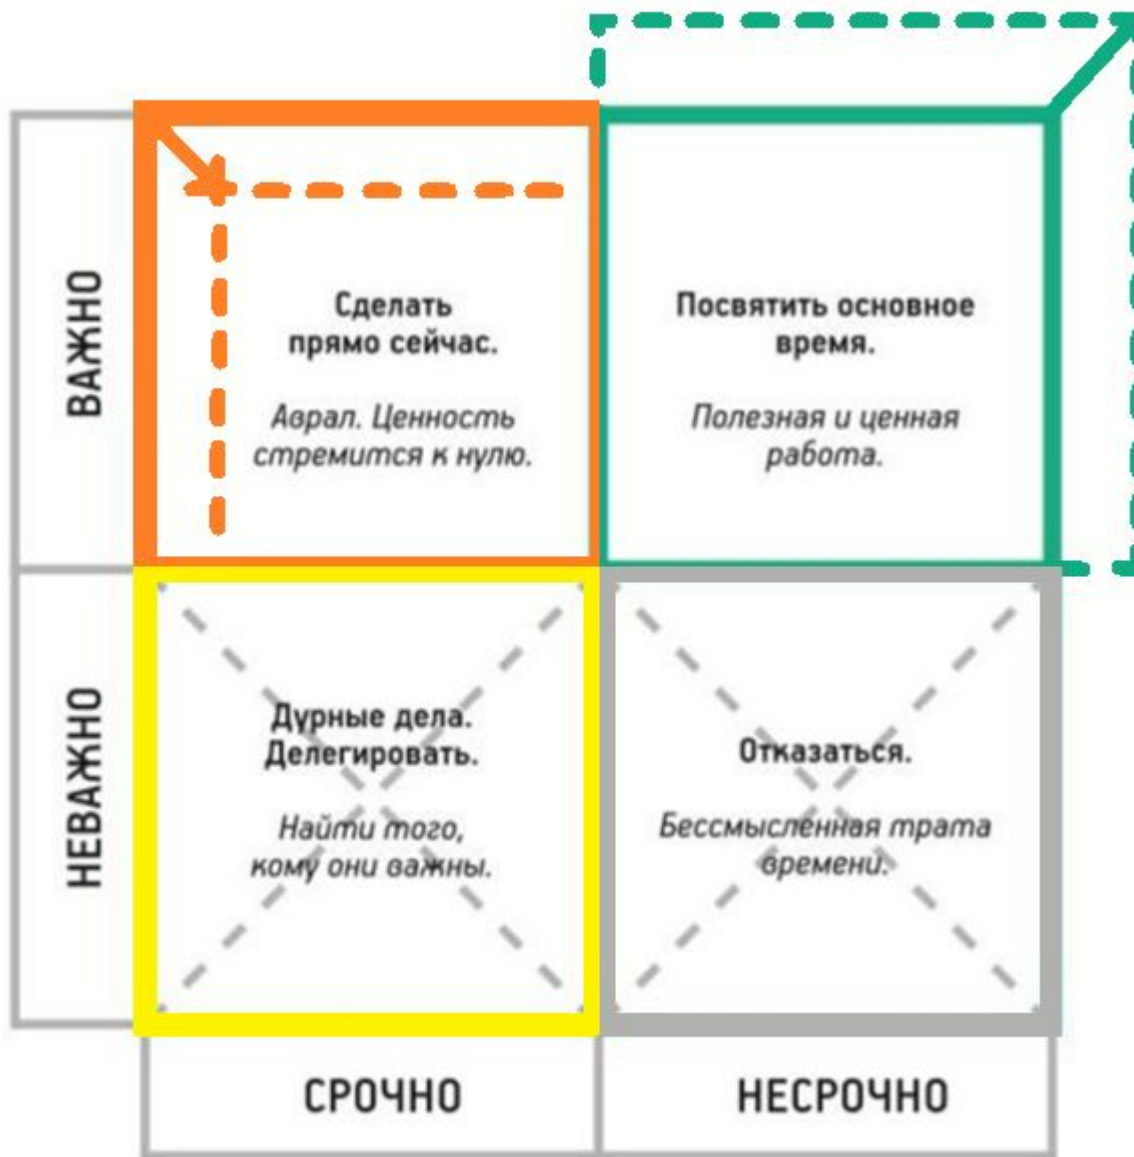 ВАЖНО
Сделать
прямо сейчас.
Аврал. Ценность
стремится к нулю.
Посвятить основное
время.
Полезная и ценная
работа.
НЕВАЖНО
Дурные дела.
Делегировать.
Найти того,
кому они важны.
Отказаться.
Бессмысленная трата
времени.
СРОЧНО
НЕСРОЧНО